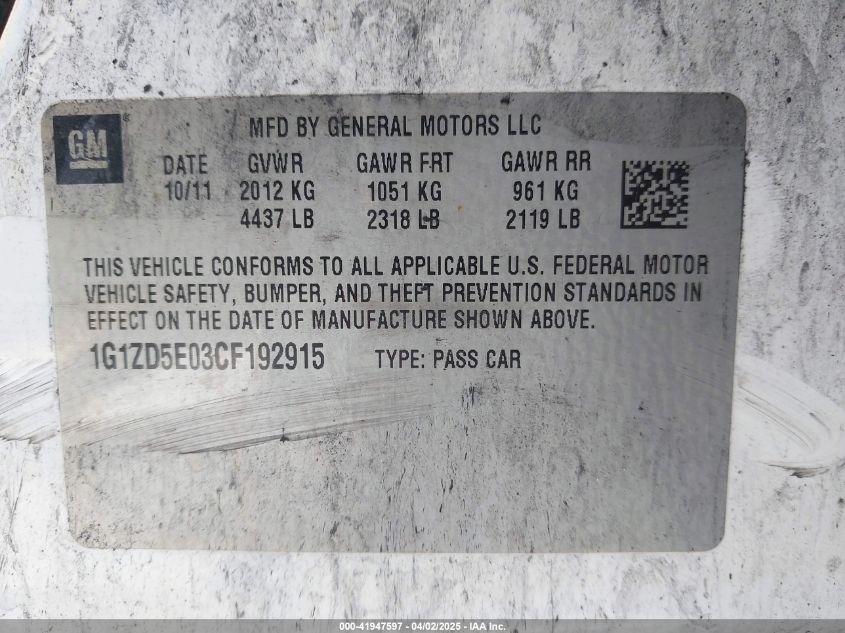 GM®
MFD BY GENERAL MOTORS LLC
DATE GVWR GAWR FRT GAWR RR
10/11 2012 KG 1051 KG 961 KG
4437 LB 2318 LB 2119 LB
THIS VEHICLE CONFORMS TO ALL APPLICABLE U.S. FEDERAL MOTOR
VEHICLE SAFETY, BUMPER, AND THEFT PREVENTION STANDARDS IN
EFFECT ON THE DATE OF MANUFACTURE SHOWN ABOVE.
1G1ZD5E03CF192915 TYPE: PASS CAR
000-41947597 - 04/02/2025 - IAA Inc.